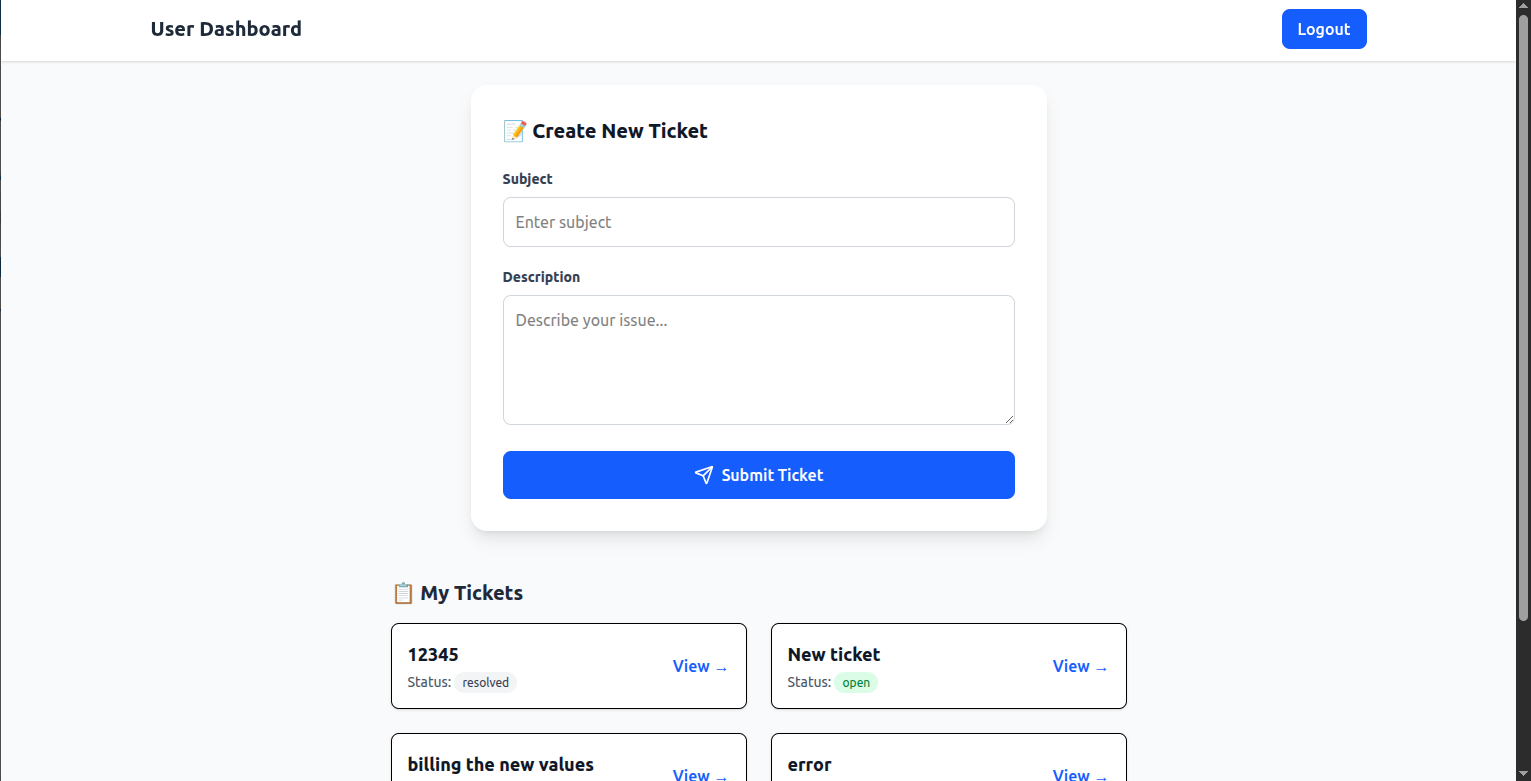 User Dashboard
Logout
📝 Create New Ticket
Subject
Enter subject
Description
Describe your issue...
Submit Ticket
📋 My Tickets
12345
Status: resolved
View →
New ticket
Status: open
View →
billing the new values
View →
error
View →